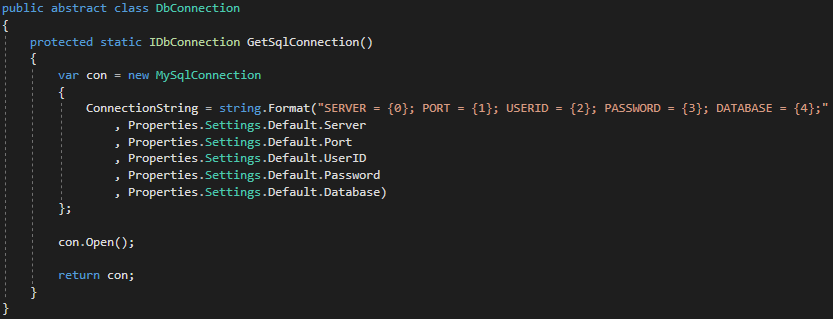 public abstract class DbConnection
{
    protected static IDbConnection GetSqlConnection()
    {
        var con = new MySqlConnection
        {
            ConnectionString = string.Format("SERVER = {0}; PORT = {1}; USERID = {2}; PASSWORD = {3}; DATABASE = {4};"
                , Properties.Settings.Default.Server
                , Properties.Settings.Default.Port
                , Properties.Settings.Default.UserID
                , Properties.Settings.Default.Password
                , Properties.Settings.Default.Database)
        };

        con.Open();

        return con;
    }
}